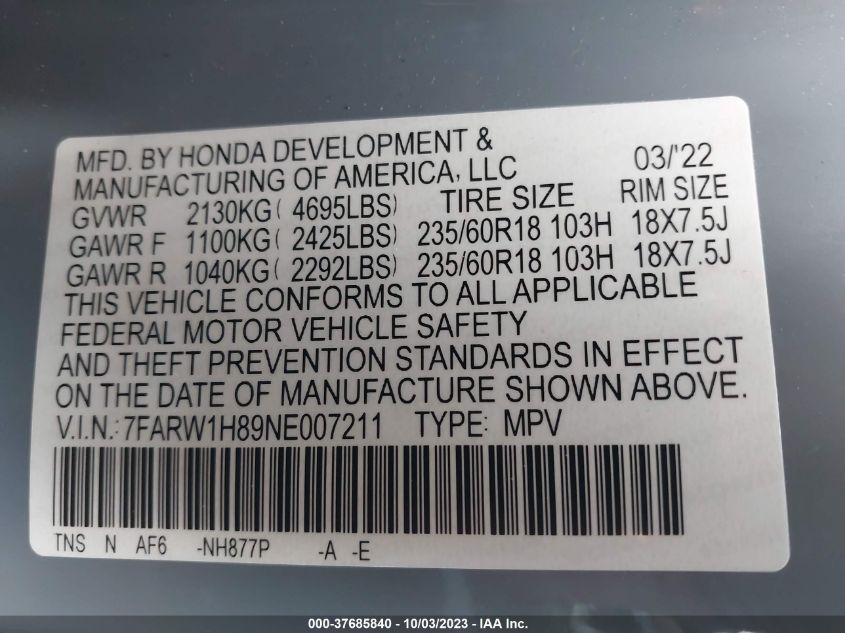 MFD. BY HONDA DEVELOPMENT &
MANUFACTURING OF AMERICA, LLC 03/'22
GVWR 2130KG( 4695LBS) TIRE SIZE RIM SIZE
GAWR F 1100KG( 2425LBS) 235/60R18 103H 18X7.5J
GAWR R 1040KG( 2292LBS) 235/60R18 103H 18X7.5J
THIS VEHICLE CONFORMS TO ALL APPLICABLE
FEDERAL MOTOR VEHICLE SAFETY
AND THEFT PREVENTION STANDARDS IN EFFECT
ON THE DATE OF MANUFACTURE SHOWN ABOVE.
V.I.N.:7FARW1H89NE007211 TYPE: MPV
TNS N AF6 -NH877P -A -E
000-37685840 - 10/03/2023 - IAA Inc.